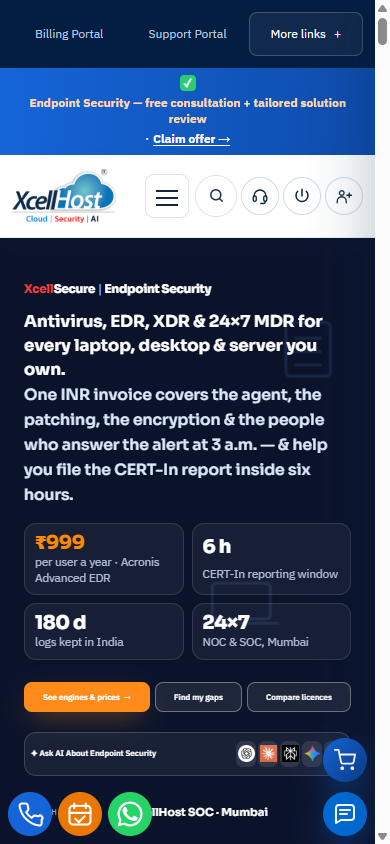 Billing Portal Support Portal More links +
Endpoint Security — free consultation + tailored solution
review
· Claim offer →
XcellHost ®
Cloud | Security | AI
XcellSecure | Endpoint Security
Antivirus, EDR, XDR & 24×7 MDR for
every laptop, desktop & server you
own.
One INR invoice covers the agent, the
patching, the encryption & the people
who answer the alert at 3 a.m. — & help
you file the CERT-In report inside six
hours.
₹999
per user a year · Acronis
Advanced EDR
6 h
CERT-In reporting window
180 d
logs kept in India
24×7
NOC & SOC, Mumbai
See engines & prices →
Find my gaps
Compare licences
✦ Ask AI About Endpoint Security
llHost SOC · Mumbai